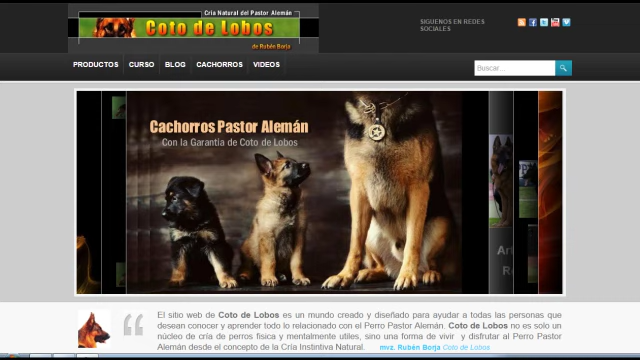 Cría Natural del Pastor Alemán
Coto de Lobos
de Rubén Borja
SIGUENOS EN REDES
SOCIALES
PRODUCTOS CURSO BLOG CACHORROS VIDEOS
Buscar...
Cachorros Pastor Alemán
Con la Garantia de Coto de Lobos
El sitio web de Coto de Lobos es un mundo creado y diseñado para ayudar a todas las personas que
desean conocer y aprender todo lo relacionado con el Perro Pastor Alemán. Coto de Lobos no es solo un
núcleo de cría de perros fisica y mentalmente utiles, sino una forma de vivir y disfrutar al Perro Pastor
Alemán desde el concepto de la Cría Instintiva Natural. mvz. Rubén Borja Coto de Lobos